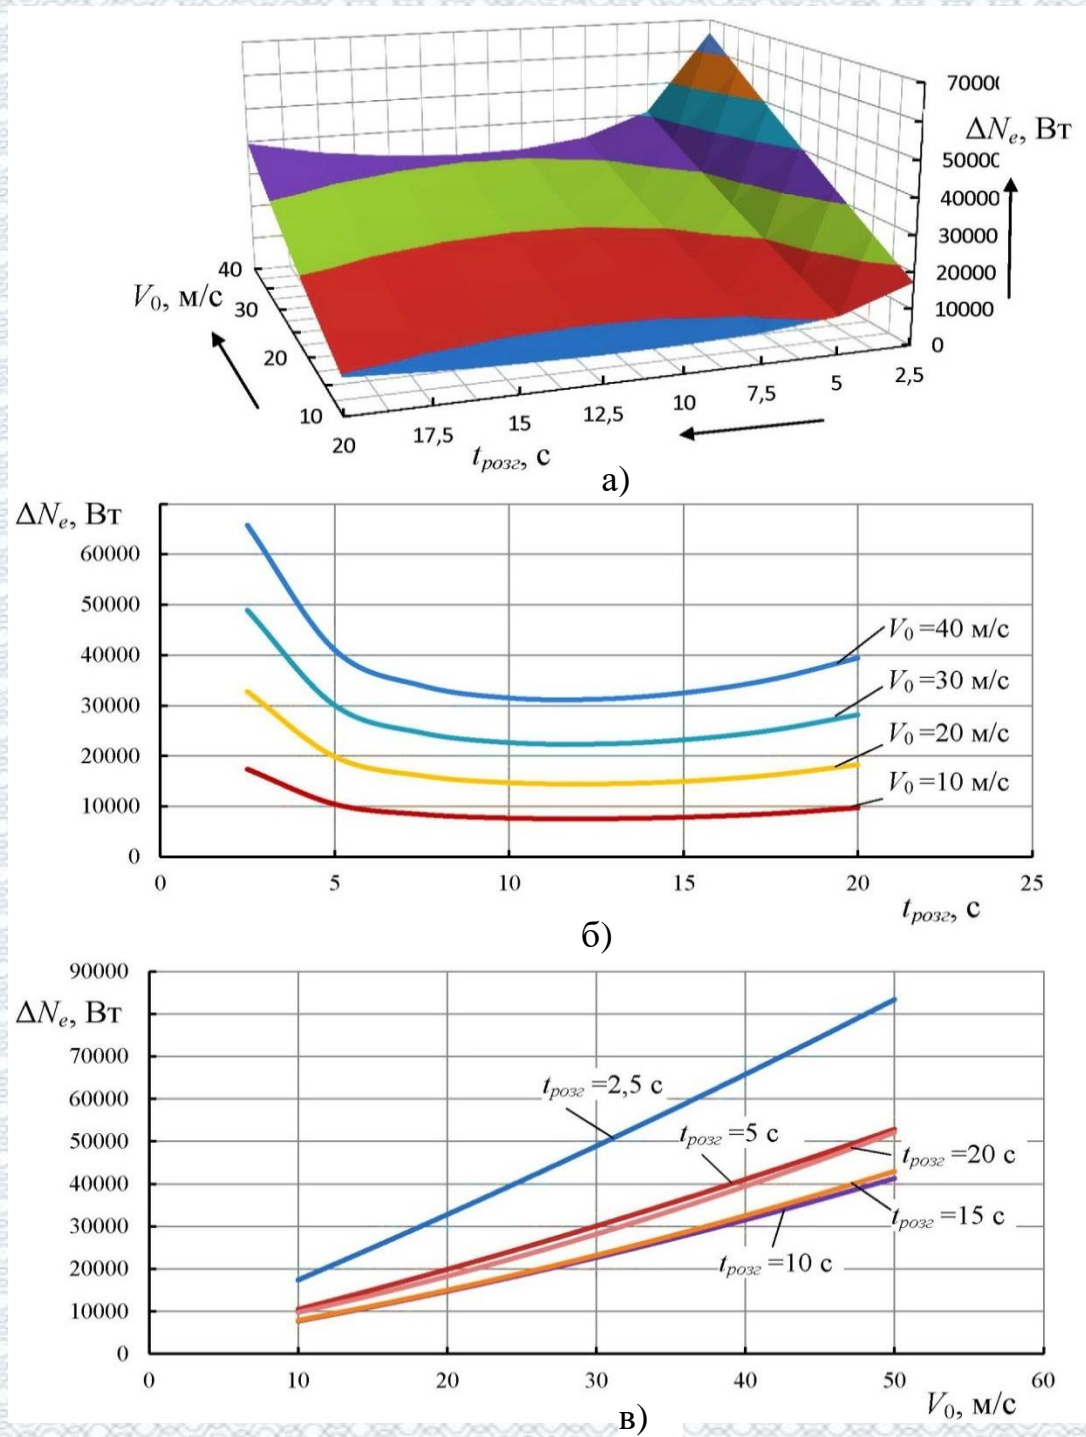 70000
ΔNₑ, Вт
50000
40000
30000
20000
10000
0
40
V₀, м/с
30
20
10
20
17,5
15
12,5
10
7,5
5
2,5
tрозг, с
а)
ΔNₑ, Вт
60000
50000
40000
30000
20000
10000
0
V₀ =40 м/с
V₀ =30 м/с
V₀ =20 м/с
V₀ =10 м/с
0 5 10 15 20 25
tрозг, с
б)
90000
ΔNₑ, Вт
70000
60000
50000
40000
30000
20000
10000
0
tрозг =2,5 с
tрозг =5 с
tрозг =20 с
tрозг =15 с
tрозг =10 с
0 10 20 30 40 50 60
V₀, м/с
в)